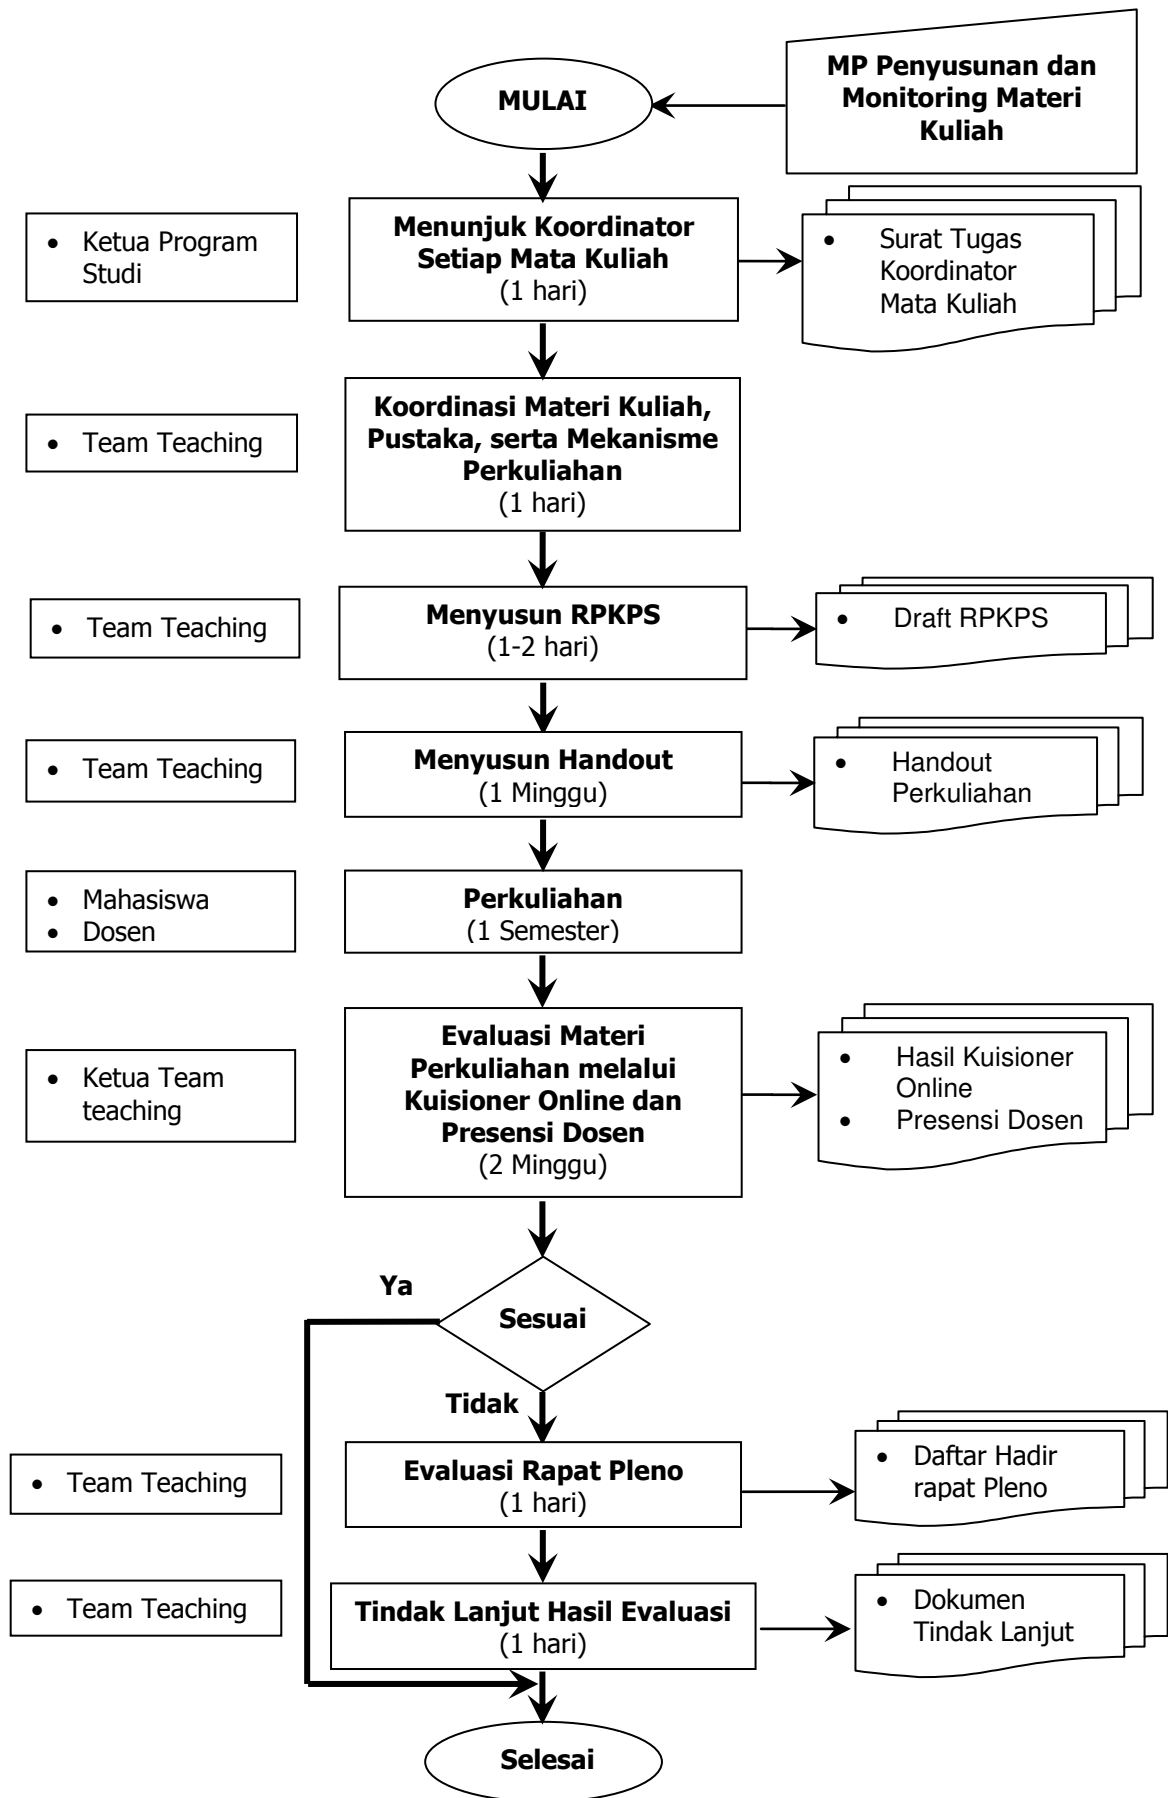 MP Penyusunan dan
Monitoring Materi
Kuliah
MULAI
• Ketua Program
Studi
Menunjuk Koordinator
Setiap Mata Kuliah
(1 hari)
• Surat Tugas
Koordinator
Mata Kuliah
• Team Teaching
Koordinasi Materi Kuliah,
Pustaka, serta Mekanisme
Perkuliahan
(1 hari)
• Team Teaching
Menyusun RPKPS
(1-2 hari)
• Draft RPKPS
• Team Teaching
Menyusun Handout
(1 Minggu)
• Handout
Perkuliahan
• Mahasiswa
• Dosen
Perkuliahan
(1 Semester)
• Ketua Team
teaching
Evaluasi Materi
Perkuliahan melalui
Kuisioner Online dan
Presensi Dosen
(2 Minggu)
• Hasil Kuisioner
Online
• Presensi Dosen
Ya
Sesuai
Tidak
• Team Teaching
Evaluasi Rapat Pleno
(1 hari)
• Daftar Hadir
rapat Pleno
• Team Teaching
Tindak Lanjut Hasil Evaluasi
(1 hari)
• Dokumen
Tindak Lanjut
Selesai